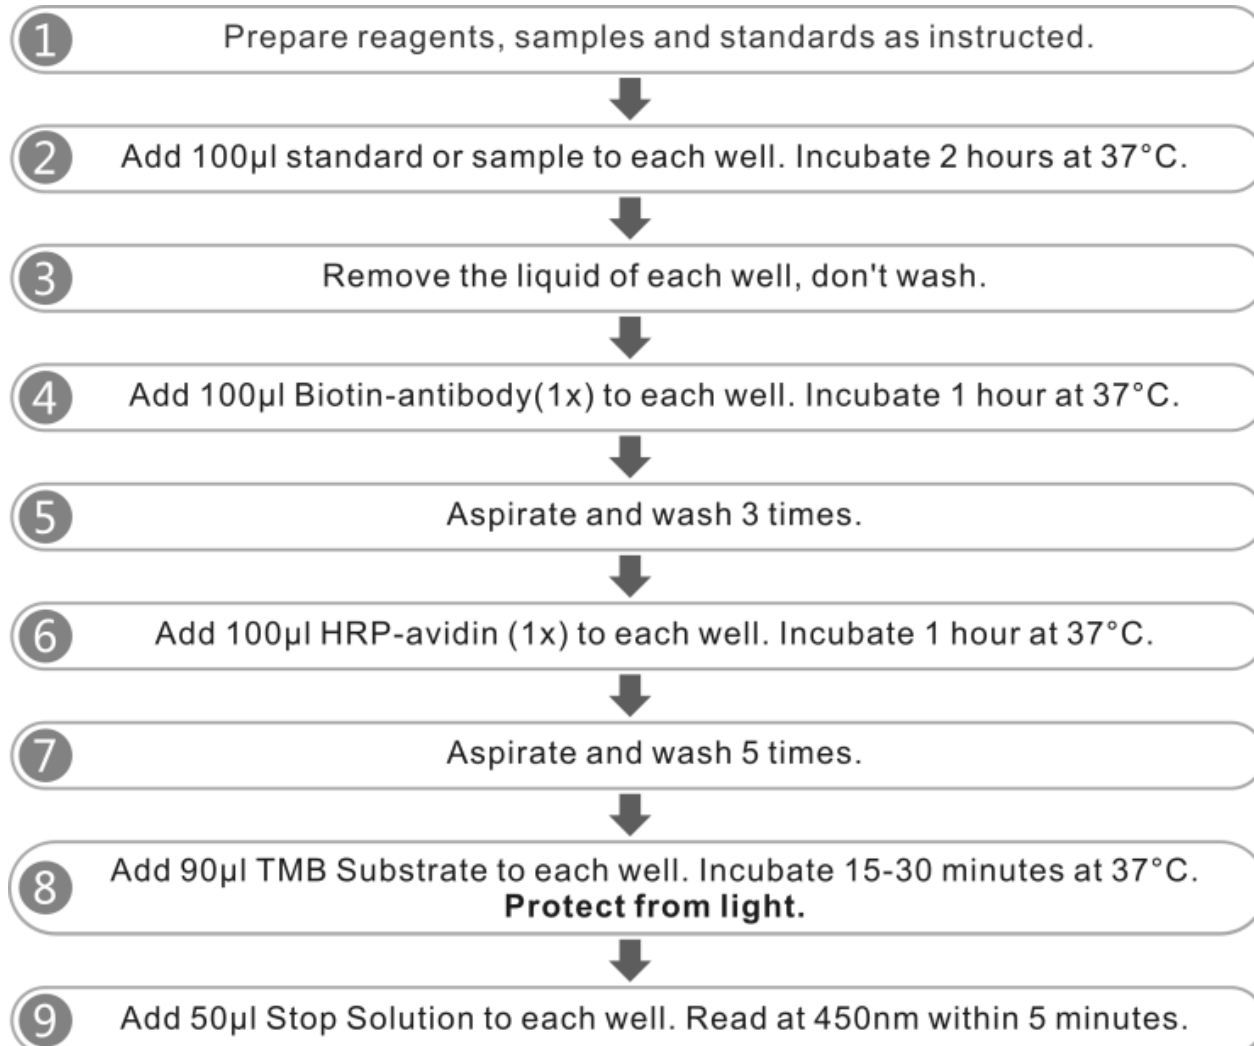 1 Prepare reagents, samples and standards as instructed.
2 Add 100µl standard or sample to each well. Incubate 2 hours at 37°C.
3 Remove the liquid of each well, don't wash.
4 Add 100µl Biotin-antibody(1x) to each well. Incubate 1 hour at 37°C.
5 Aspirate and wash 3 times.
6 Add 100µl HRP-avidin (1x) to each well. Incubate 1 hour at 37°C.
7 Aspirate and wash 5 times.
8 Add 90µl TMB Substrate to each well. Incubate 15-30 minutes at 37°C.
Protect from light.
9 Add 50µl Stop Solution to each well. Read at 450nm within 5 minutes.